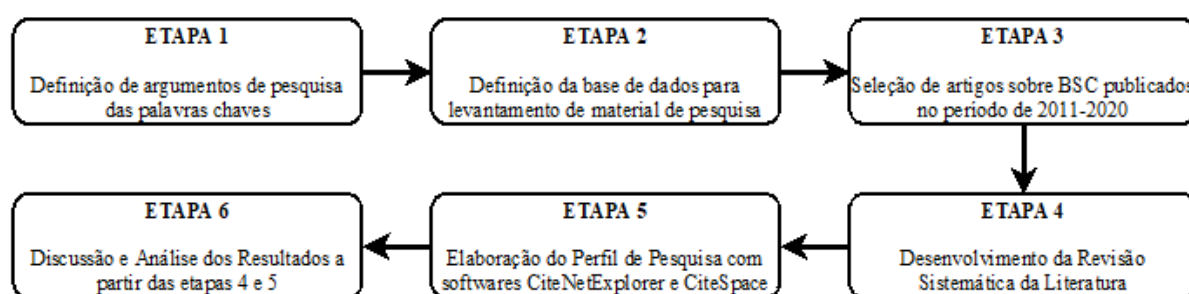 ETAPA 1
Definição de argumentos de pesquisa
das palavras chaves
ETAPA 2
Definição da base de dados para
levantamento de material de pesquisa
ETAPA 3
Seleção de artigos sobre BSC publicados
no período de 2011-2020
ETAPA 4
Desenvolvimento da Revisão
Sistemática da Literatura
ETAPA 5
Elaboração do Perfil de Pesquisa com
softwares CiteNetExplorer e CiteSpace
ETAPA 6
Discussão e Análise dos Resultados a
partir das etapas 4 e 5